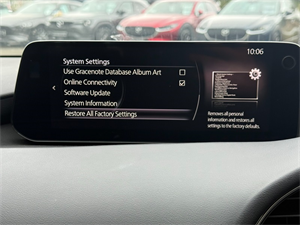 System Settings
10:06
Use Gracenote Database Album Art
Online Connectivity
Software Update
System Information
Restore All Factory Settings
Removes all personal
information and restores all
settings to the factory defaults.